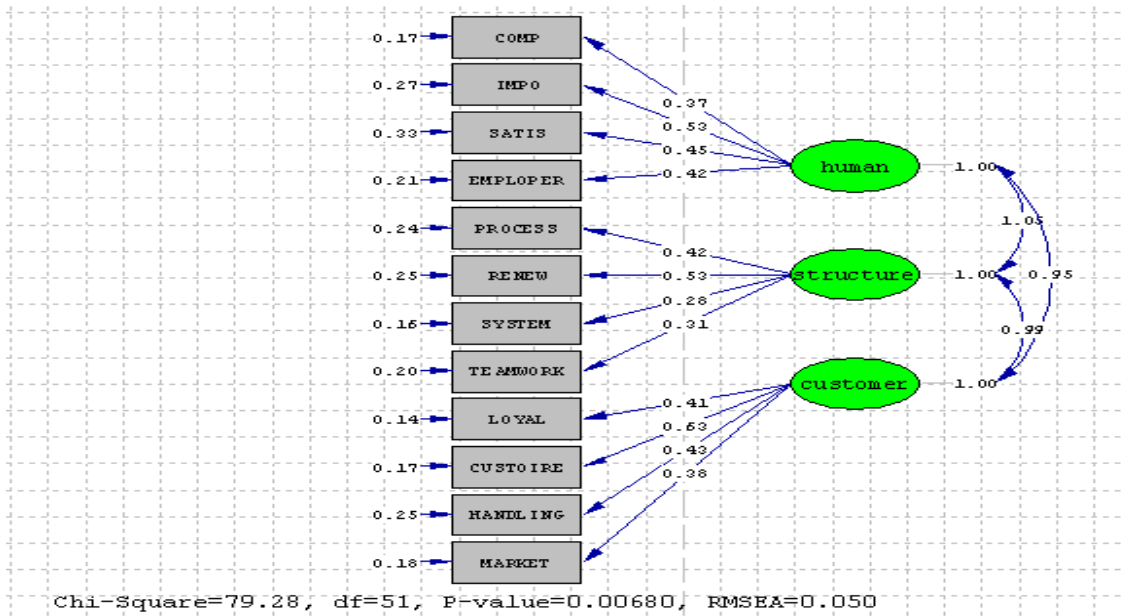 0.17 COMP
0.27 IMPO
0.37
0.33 SATIS
0.53
0.45
0.21 EMPLOPER
0.42
human 1.00
0.24 PROCESS
1.05
0.42
0.25 RENEW
0.53
structure 1.00 0.95
0.28
0.16 SYSTEM
0.31
0.99
0.20 TEAMWORK
customer 1.00
0.41
0.14 LOYAL
0.53
0.43
0.17 CUSTOIRE
0.38
0.25 HANDLING
0.18 MARKET
Chi-Square=79.28, df=51, P-value=0.00680, RMSEA=0.050